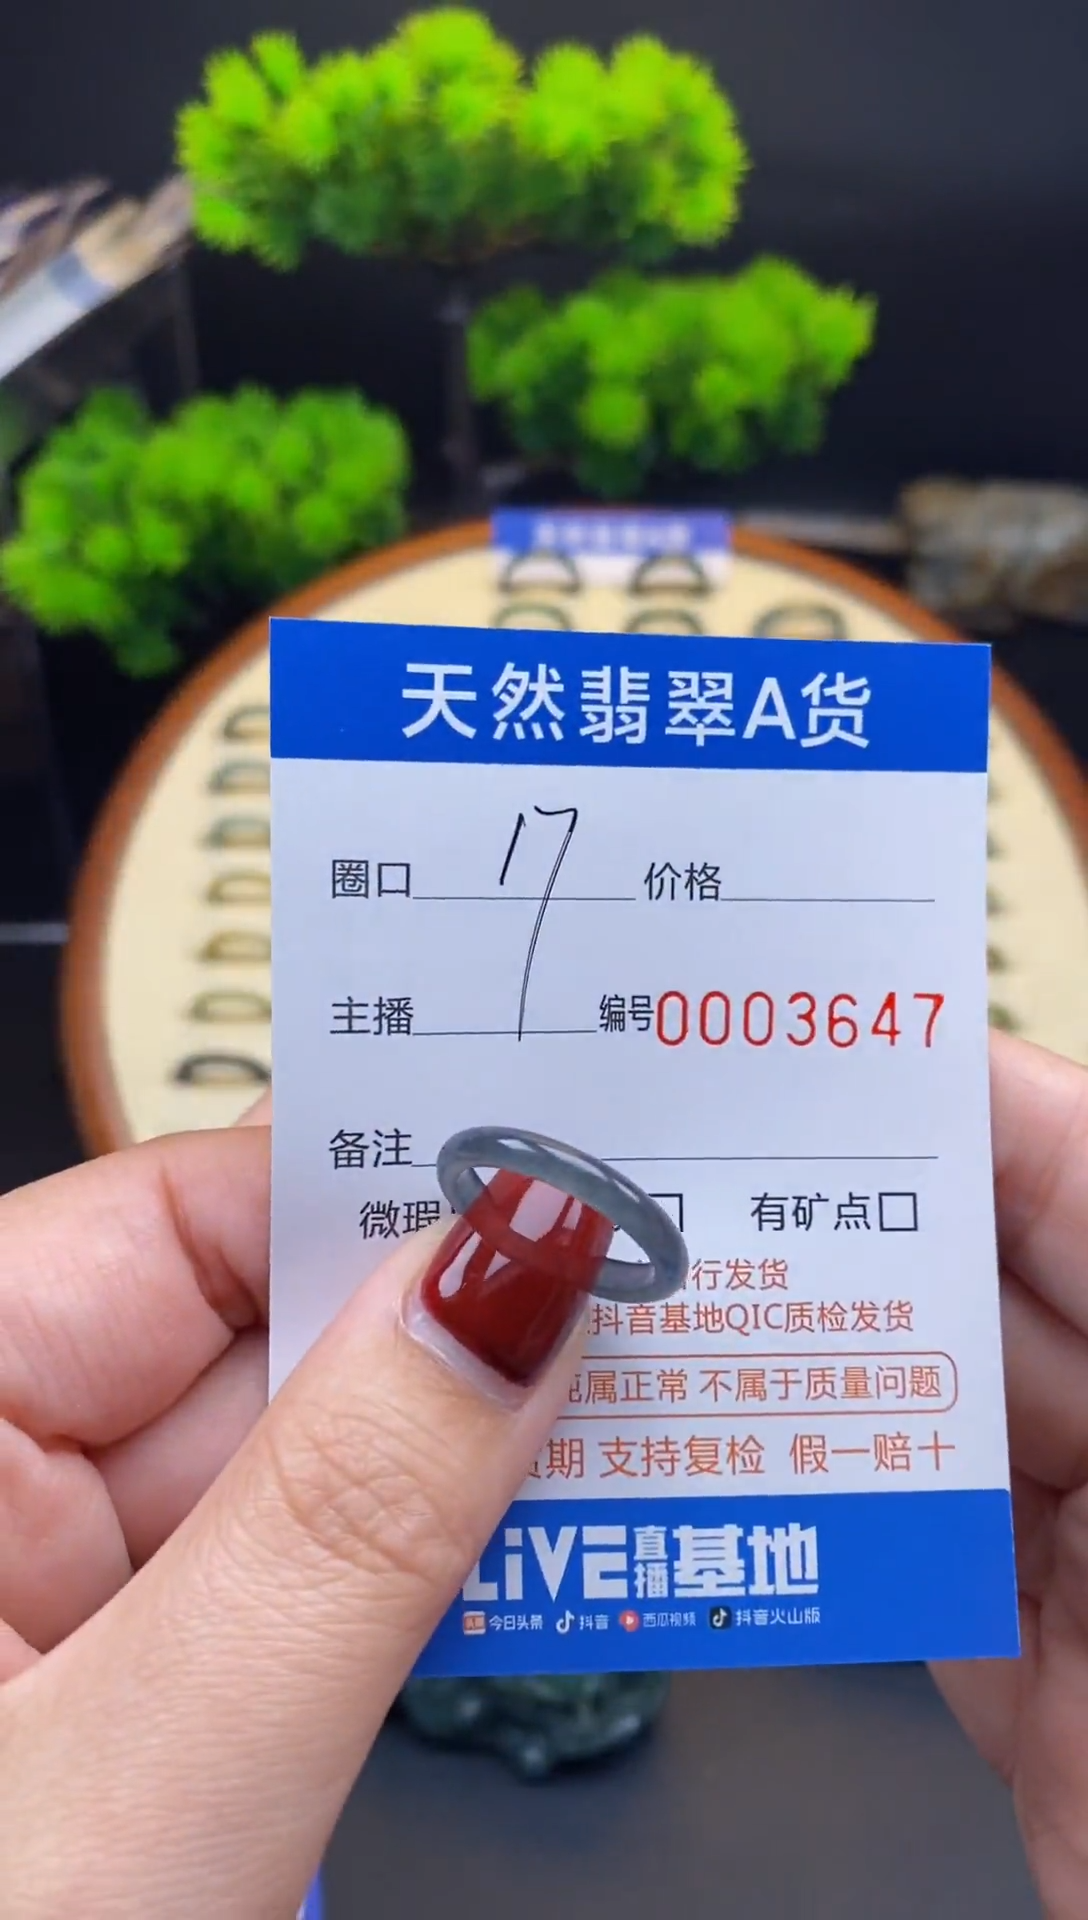 天然翡翠A货
圈口 17 价格
主播 编号0003647
备注
微瑕 有矿点□
行发货
抖音基地QIC质检发货
属正常 不属于质量问题
期 支持复检 假一赔十
LiVE直播基地
今日头条 抖音 西瓜视频 抖音火山版